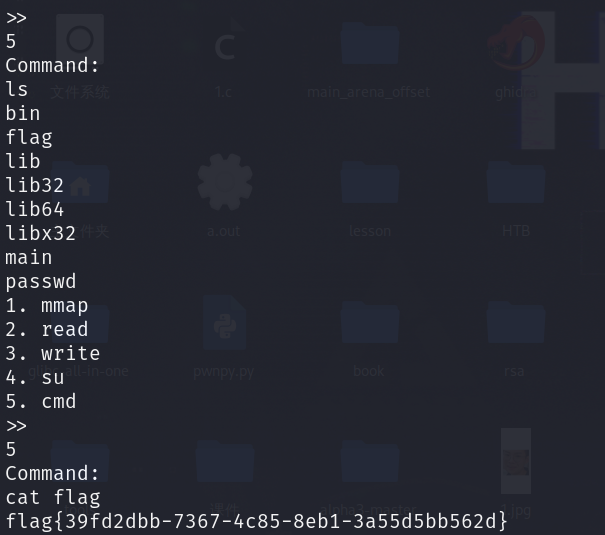 >>
5
Command:
ls
bin
flag
lib
lib32
lib64
libx32
main
passwd
1. mmap
2. read
3. write
4. su
5. cmd
>>
5
Command:
cat flag
flag{39fd2dbb-7367-4c85-8eb1-3a55d5bb562d}
文件系统
1.c
main_arena_offset
a.out
lesson
HTB
pwnpy.py
book
rsa